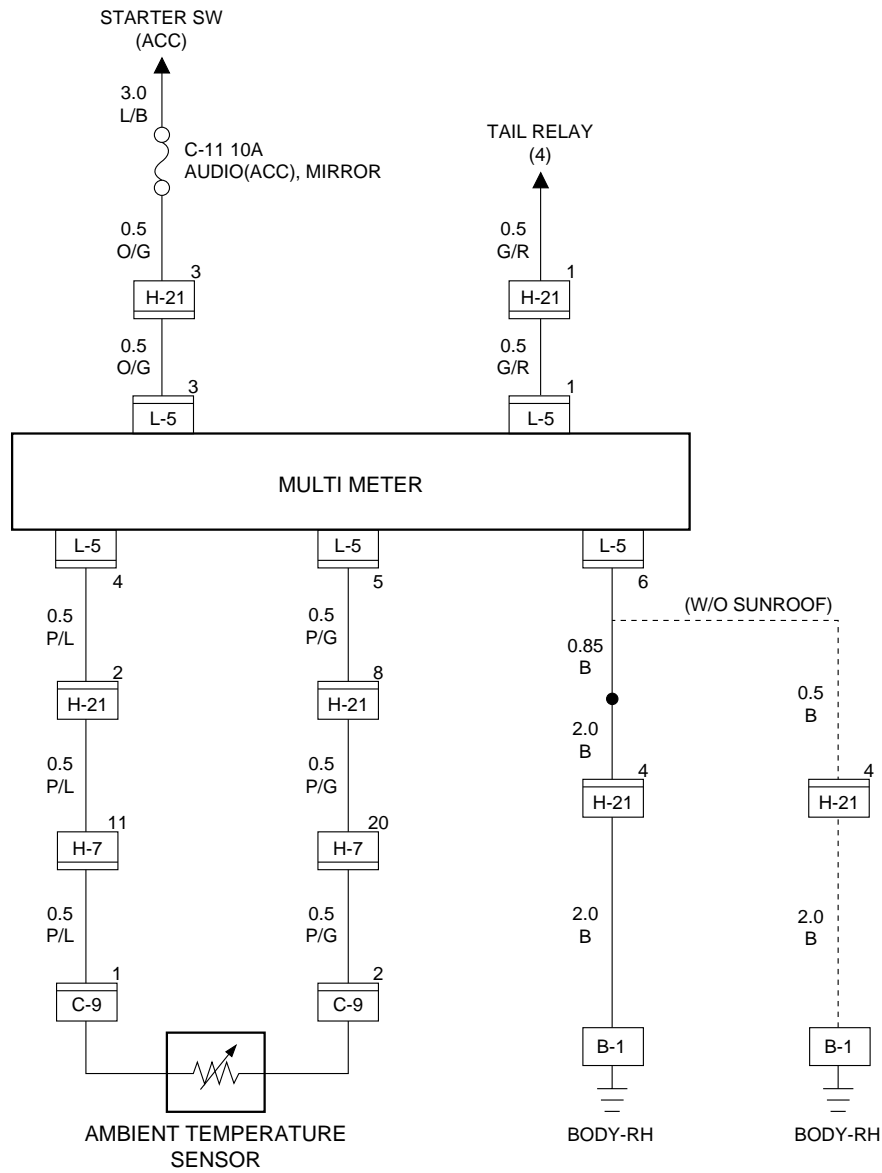 STARTER SW
(ACC)
3.0
L/B
C-11 10A
AUDIO(ACC), MIRROR
TAIL RELAY
(4)
0.5
O/G
0.5
G/R
3
H-21
1
H-21
0.5
O/G
0.5
G/R
3
L-5
1
L-5
MULTI METER
L-5
4
L-5
5
L-5
6
(W/O SUNROOF)
0.5
P/L
0.5
P/G
0.85
B
2
H-21
8
H-21
0.5
B
2.0
B
0.5
P/L
0.5
P/G
4
H-21
4
H-21
11
H-7
20
H-7
0.5
P/L
0.5
P/G
2.0
B
2.0
B
1
C-9
2
C-9
B-1
B-1
AMBIENT TEMPERATURE
SENSOR
BODY-RH
BODY-RH